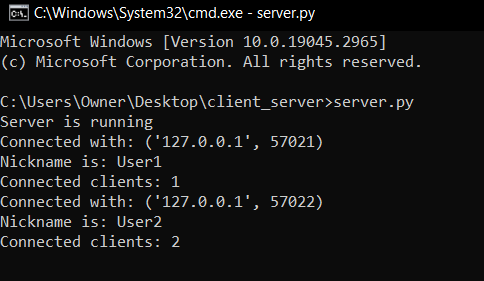 C:\Windows\System32\cmd.exe - server.py
Microsoft Windows [Version 10.0.19045.2965]
(c) Microsoft Corporation. All rights reserved.
C:\Users\Owner\Desktop\client_server>server.py
Server is running
Connected with: ('127.0.0.1', 57021)
Nickname is: User1
Connected clients: 1
Connected with: ('127.0.0.1', 57022)
Nickname is: User2
Connected clients: 2